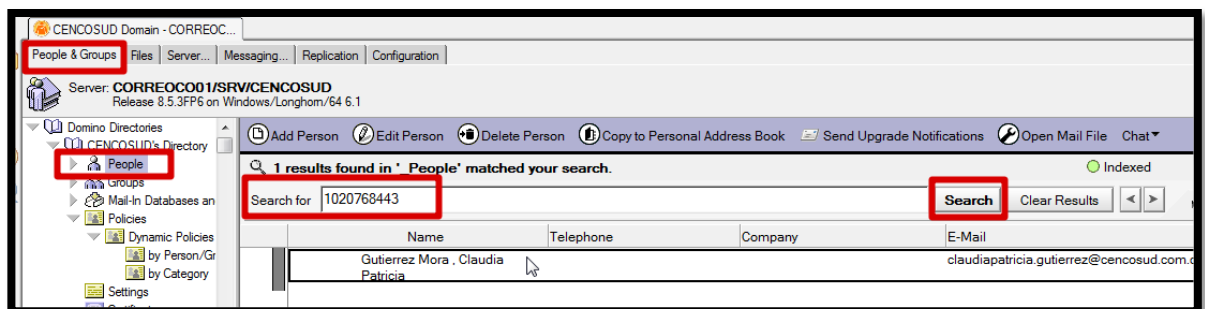 CENCOSUD Domain - CORREOC...
People & Groups Files Server... Messaging... Replication Configuration
Server: CORREOCO01/SRV/CENCOSUD
Release 8.5.3FP6 on Windows/Longhorn/64 6.1
Domino Directories
CENCOSUD's Directory
People
Groups
Mail-In Databases an
Policies
Dynamic Policies
by Person/Gr
by Category
Settings
Add Person Edit Person Delete Person Copy to Personal Address Book Send Upgrade Notifications Open Mail File Chat
1 results found in '_People' matched your search. Indexed
Search for 1020768443 Search Clear Results < >
Name Telephone Company E-Mail
Gutierrez Mora , Claudia claudiapatricia.gutierrez@cencosud.com.c
Patricia